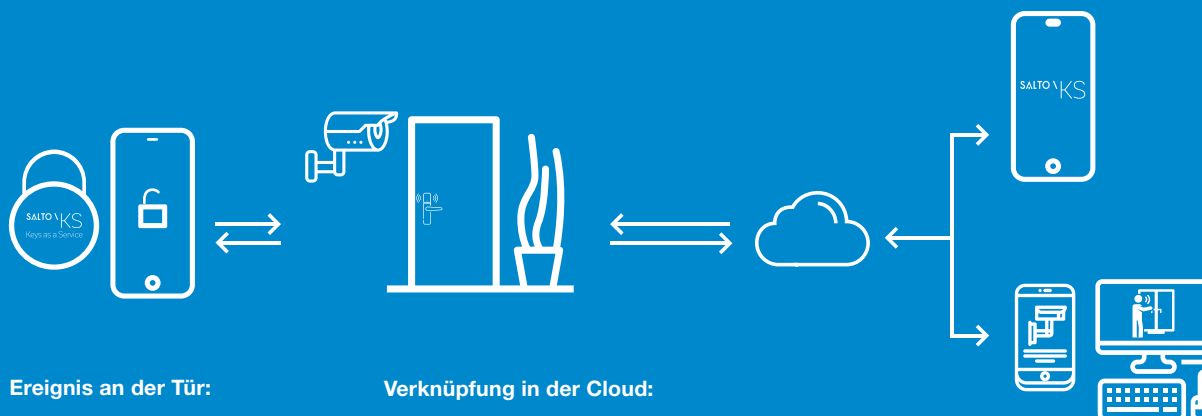 SALTO KS
SALTO KS
Keys as a Service
Ereignis an der Tür:
Verknüpfung in der Cloud: